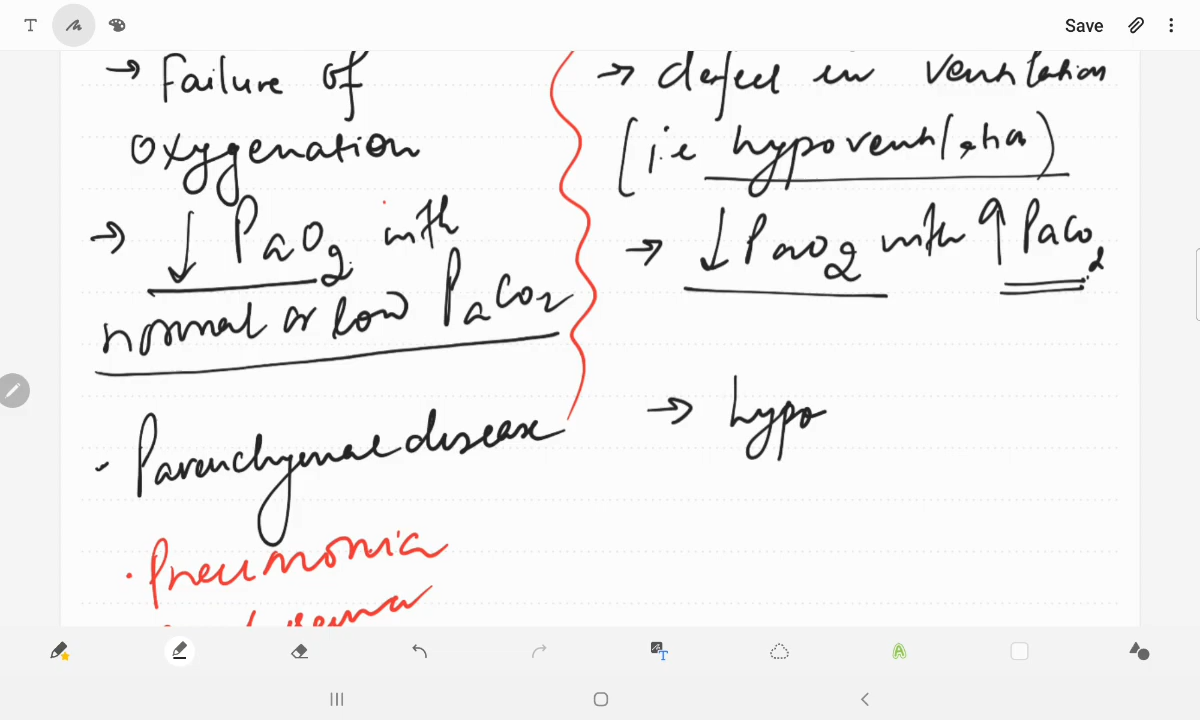 T
Save
→ Failure of
oxygenation
→ ↓ PaO2 with
normal or low PaCO2
• Parenchymal disease
• Pneumonia
→ defect in ventilation
(i.e hypoventilation)
→ ↓ PaO2 with ↑ PaCO2
→ hypo